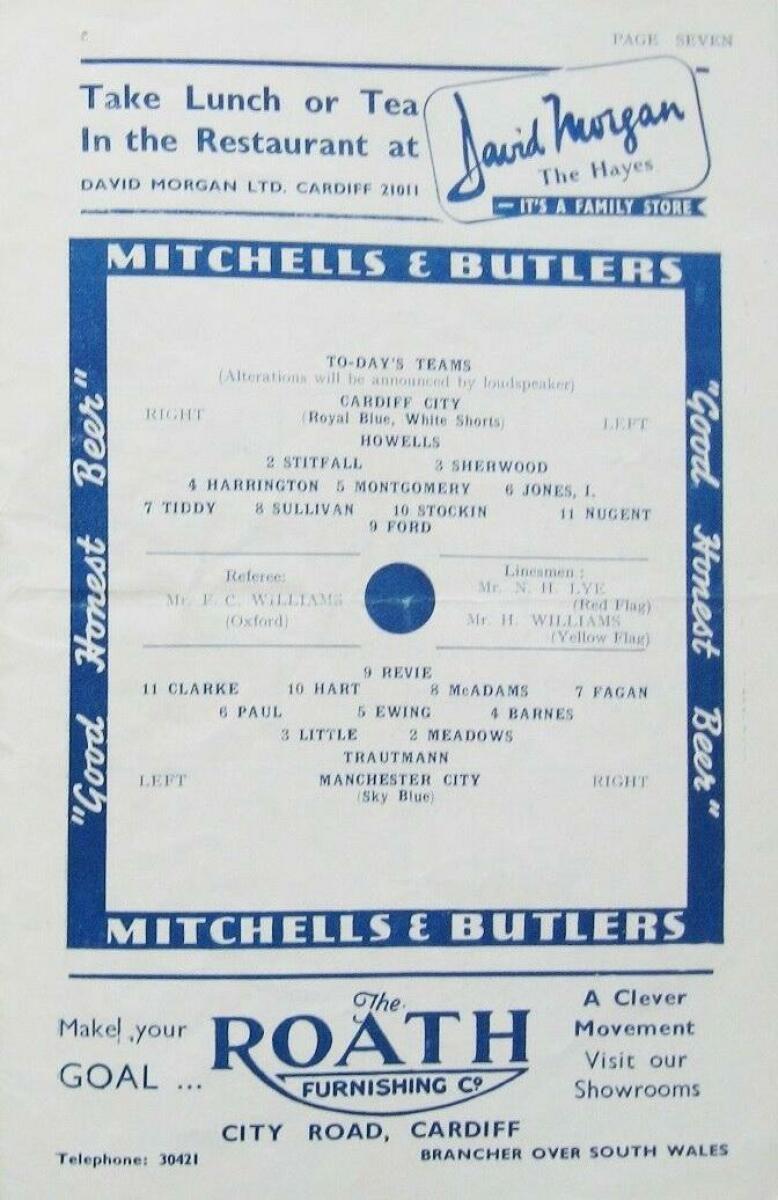 PAGE SEVEN
Take Lunch or Tea
In the Restaurant at
DAVID MORGAN LTD. CARDIFF 21011
David Morgan
The Hayes
— IT'S A FAMILY STORE
MITCHELLS & BUTLERS
"Good Honest Beer"
"Good Honest Beer"
TO-DAY'S TEAMS
(Alterations will be announced by loudspeaker)
CARDIFF CITY
RIGHT (Royal Blue, White Shorts) LEFT
HOWELLS
2 STITFALL 3 SHERWOOD
4 HARRINGTON 5 MONTGOMERY 6 JONES, I.
7 TIDDY 8 SULLIVAN 10 STOCKIN 11 NUGENT
9 FORD
Referee:
Mr. F. C. WILLIAMS
(Oxford)
Linesmen :
Mr. N. H. LYE
(Red Flag)
Mr. H. WILLIAMS
(Yellow Flag)
9 REVIE
11 CLARKE 10 HART 8 McADAMS 7 FAGAN
6 PAUL 5 EWING 4 BARNES
3 LITTLE 2 MEADOWS
TRAUTMANN
LEFT MANCHESTER CITY RIGHT
(Sky Blue)
MITCHELLS & BUTLERS
Make your
GOAL ...
The
ROATH
FURNISHING Co.
CITY ROAD, CARDIFF
A Clever
Movement
Visit our
Showrooms
Telephone: 30421
BRANCHER OVER SOUTH WALES